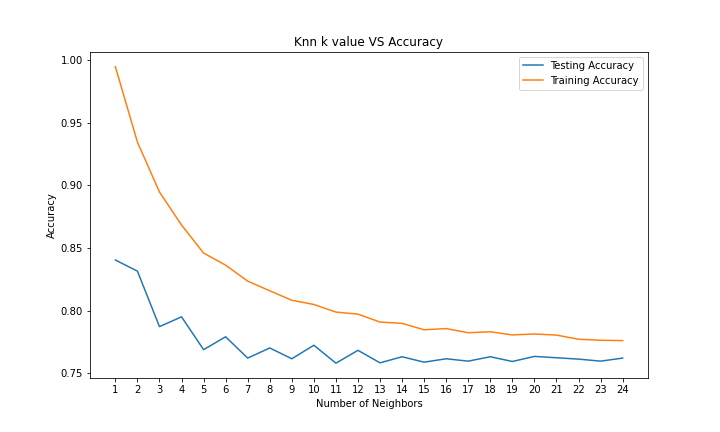 Knn k value VS Accuracy
Testing Accuracy
Training Accuracy
1.00
0.95
0.90
0.85
0.80
0.75
Accuracy
1 2 3 4 5 6 7 8 9 10 11 12 13 14 15 16 17 18 19 20 21 22 23 24
Number of Neighbors